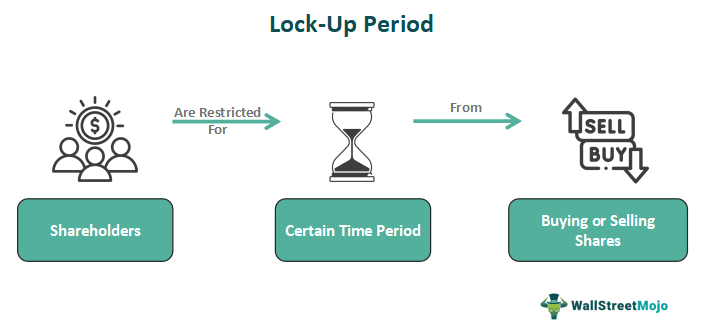 Lock-Up Period
$
Are Restricted
For
From
SELL
BUY
Shareholders
Certain Time Period
Buying or Selling
Shares
WallStreetMojo